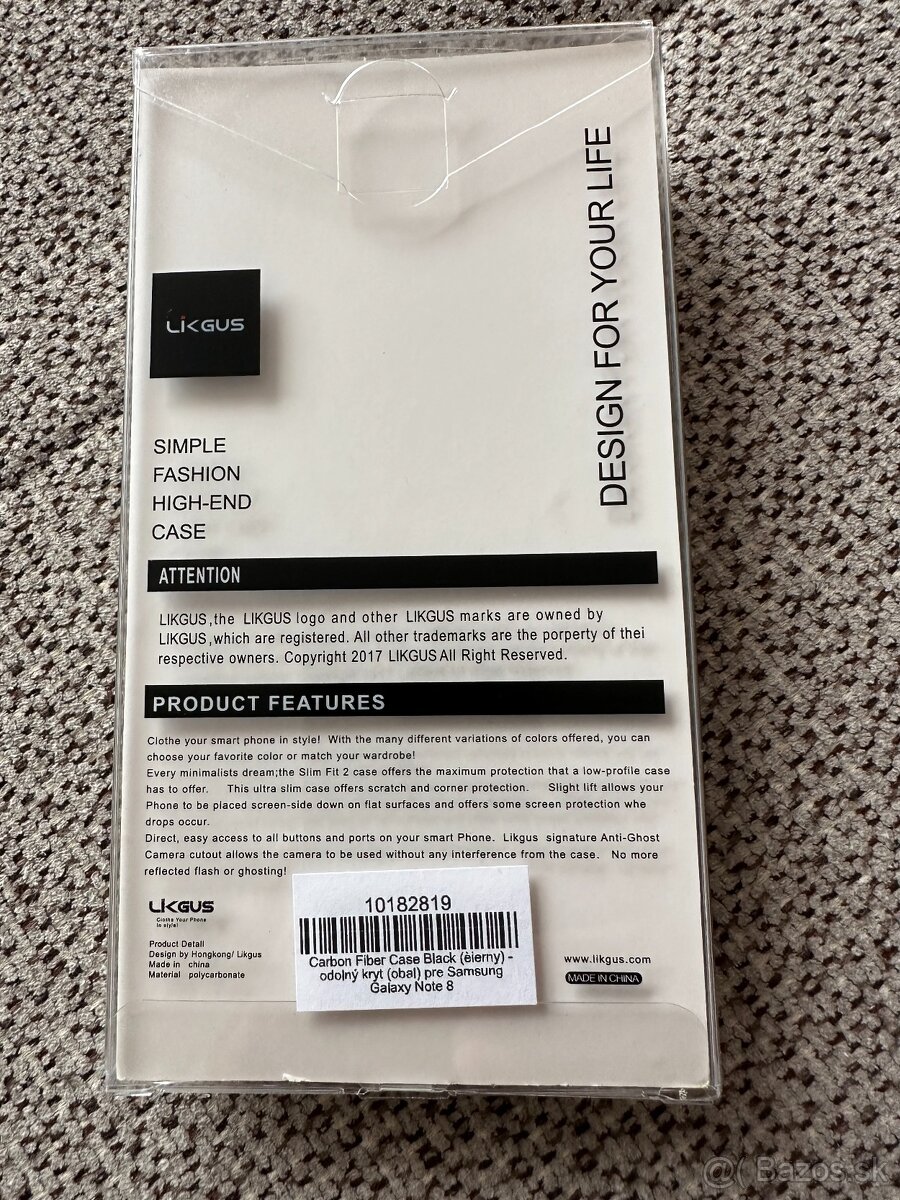 DESIGN FOR YOUR LIFE
LIKGUS
SIMPLE
FASHION
HIGH-END
CASE
ATTENTION
LIKGUS,the LIKGUS logo and other LIKGUS marks are owned by
LIKGUS,which are registered. All other trademarks are the porperty of thei
respective owners. Copyright 2017 LIKGUS All Right Reserved.
PRODUCT FEATURES
Clothe your smart phone in style! With the many different variations of colors offered, you can
choose your favorite color or match your wardrobe!
Every minimalists dream;the Slim Fit 2 case offers the maximum protection that a low-profile case
has to offer. This ultra slim case offers scratch and corner protection. Slight lift allows your
Phone to be placed screen-side down on flat surfaces and offers some screen protection whe
drops occur.
Direct, easy access to all buttons and ports on your smart Phone. Likgus signature Anti-Ghost
Camera cutout allows the camera to be used without any interference from the case. No more
reflected flash or ghosting!
LIKGUS
Clothe Your Phone
in style!
Product Detall
Design by Hongkong/ Likgus
Made in china
Material polycarbonate
10182819
Carbon Fiber Case Black (èierny) -
odolný kryt (obal) pre Samsung
Galaxy Note 8
www.likgus.com
MADE IN CHINA
@( Bazos.sk